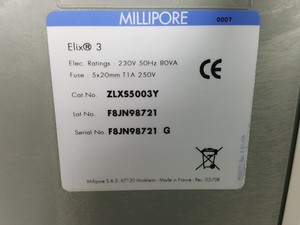 MILLIPORE
0007
Elix® 3
Elec. Ratings : 230V 50Hz 80VA
Fuse : 5x20mm T1A 250V
CE
Cat No. ZLXS5003Y
Lot No. F8JN98721
Serial No. F8JN98721 G
Millipore S.A.S. 67120 Molsheim - Made in France - Rev. 03/08